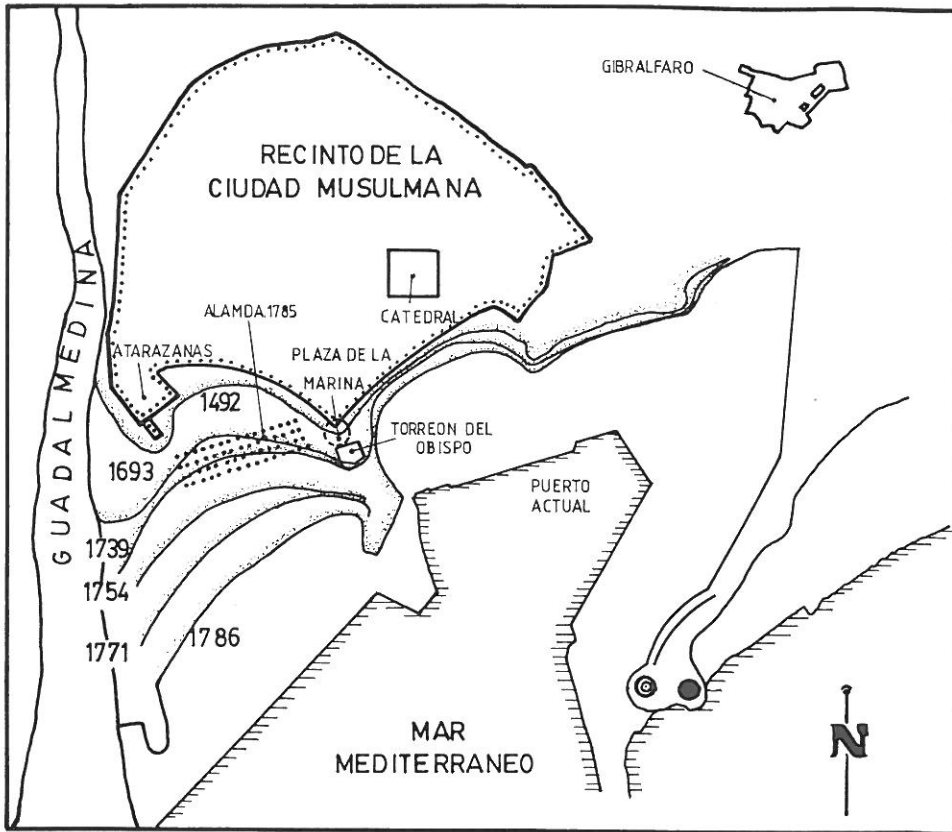 GIBRALFARO
RECINTO DE LA
CIUDAD MUSULMANA
GUADALMEDINA
CATEDRAL
ALAMDA.1785
ATARAZANAS
PLAZA DE LA
MARINA
1492
TORREON DEL
OBISPO
1693
PUERTO
ACTUAL
1739
1754
1771
1786
MAR
MEDITERRANEO
N